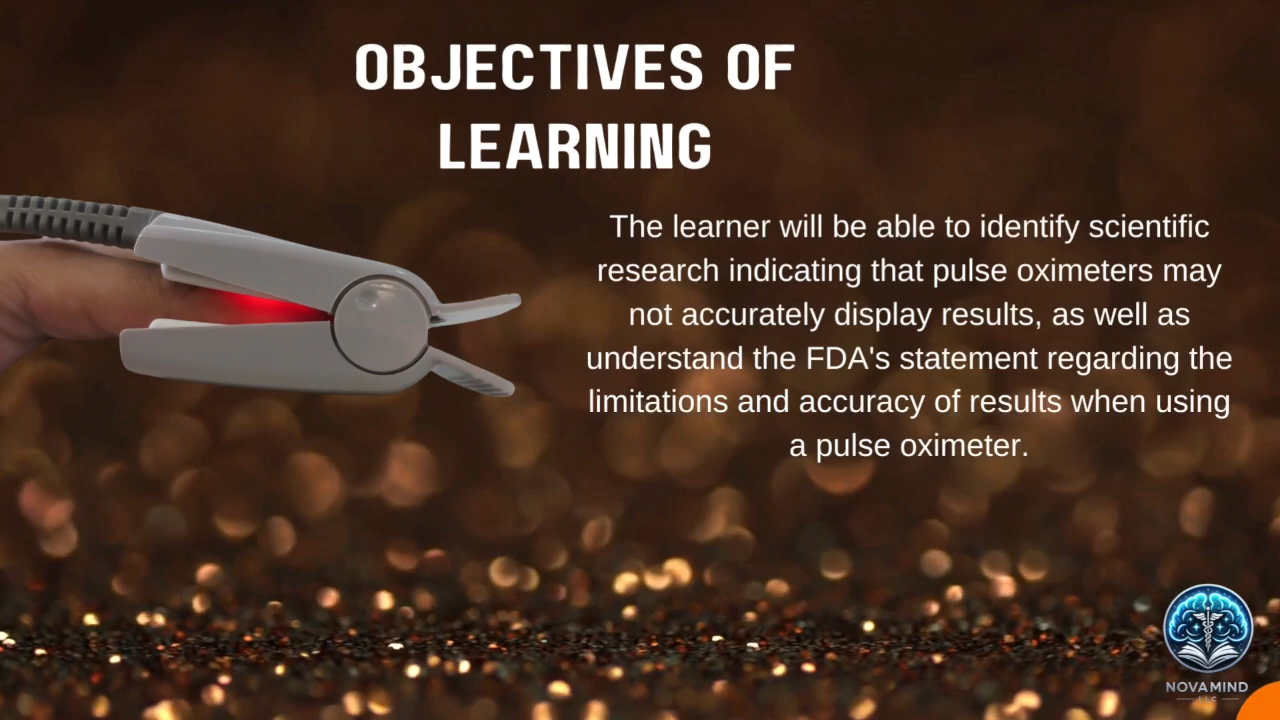 OBJECTIVES OF
LEARNING
The learner will be able to identify scientific
research indicating that pulse oximeters may
not accurately display results, as well as
understand the FDA's statement regarding the
limitations and accuracy of results when using
a pulse oximeter.
NOVAMIND
LLC